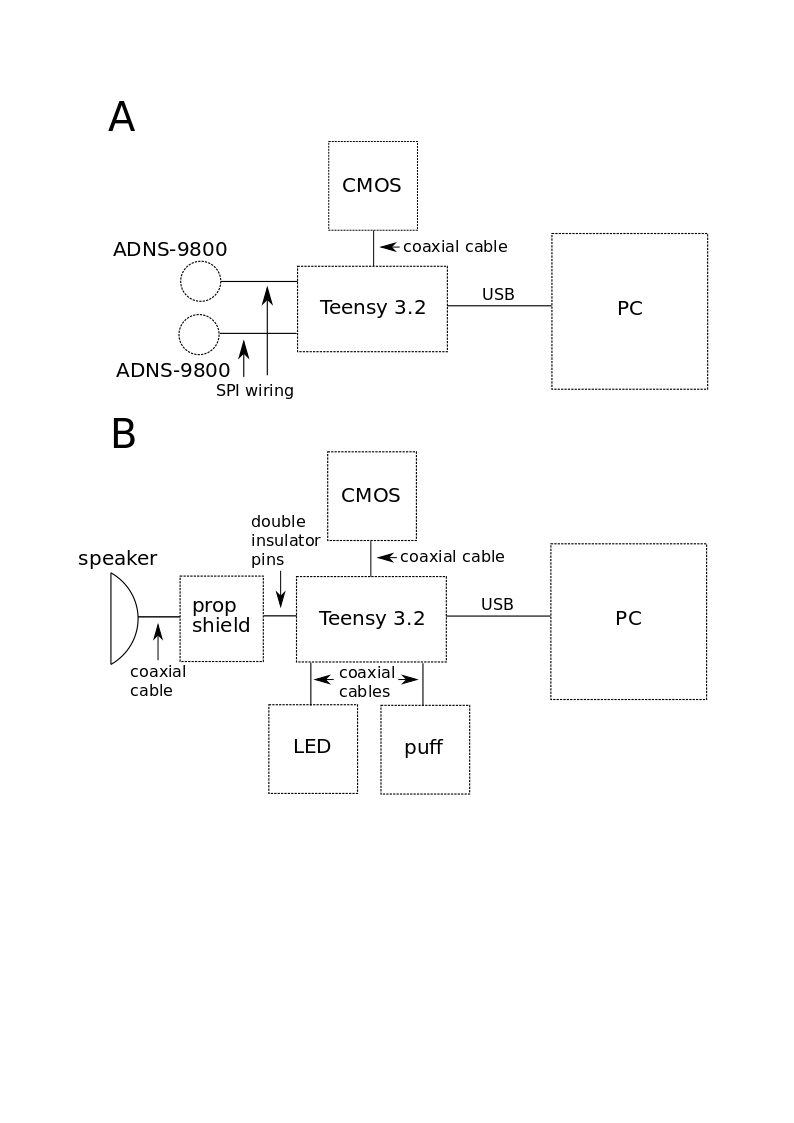 A
CMOS
coaxial cable
ADNS-9800
USB
Teensy 3.2
PC
ADNS-9800
SPI wiring
B
CMOS
double
insulator
pins
coaxial cable
speaker
USB
prop
shield
Teensy 3.2
PC
coaxial
cable
coaxial
cables
LED
puff